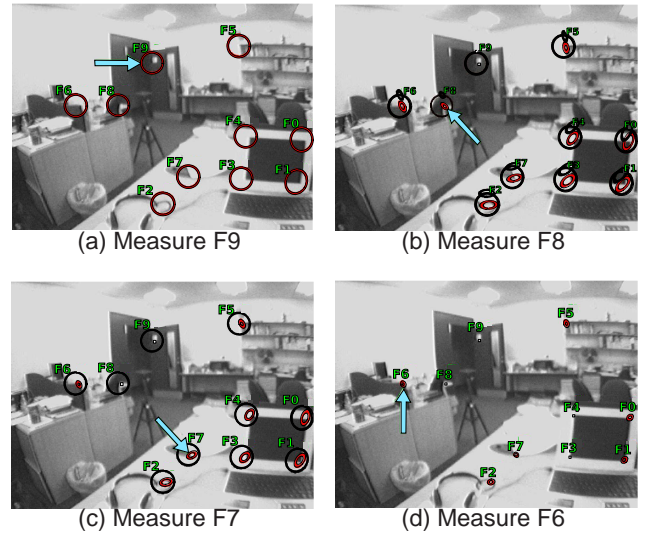 F5
F9
F6 F8
F4 F0
F7 F3 F1
F2
(a) Measure F9
F5
F9
F6 F8
F4 F0
F7 F3 F1
F2
(b) Measure F8
F5
F9
F6 F8
F4 F0
F7 F3 F1
F2
(c) Measure F7
F5
F9
F6 F8
F4 F0
F7 F3 F1
F2
(d) Measure F6